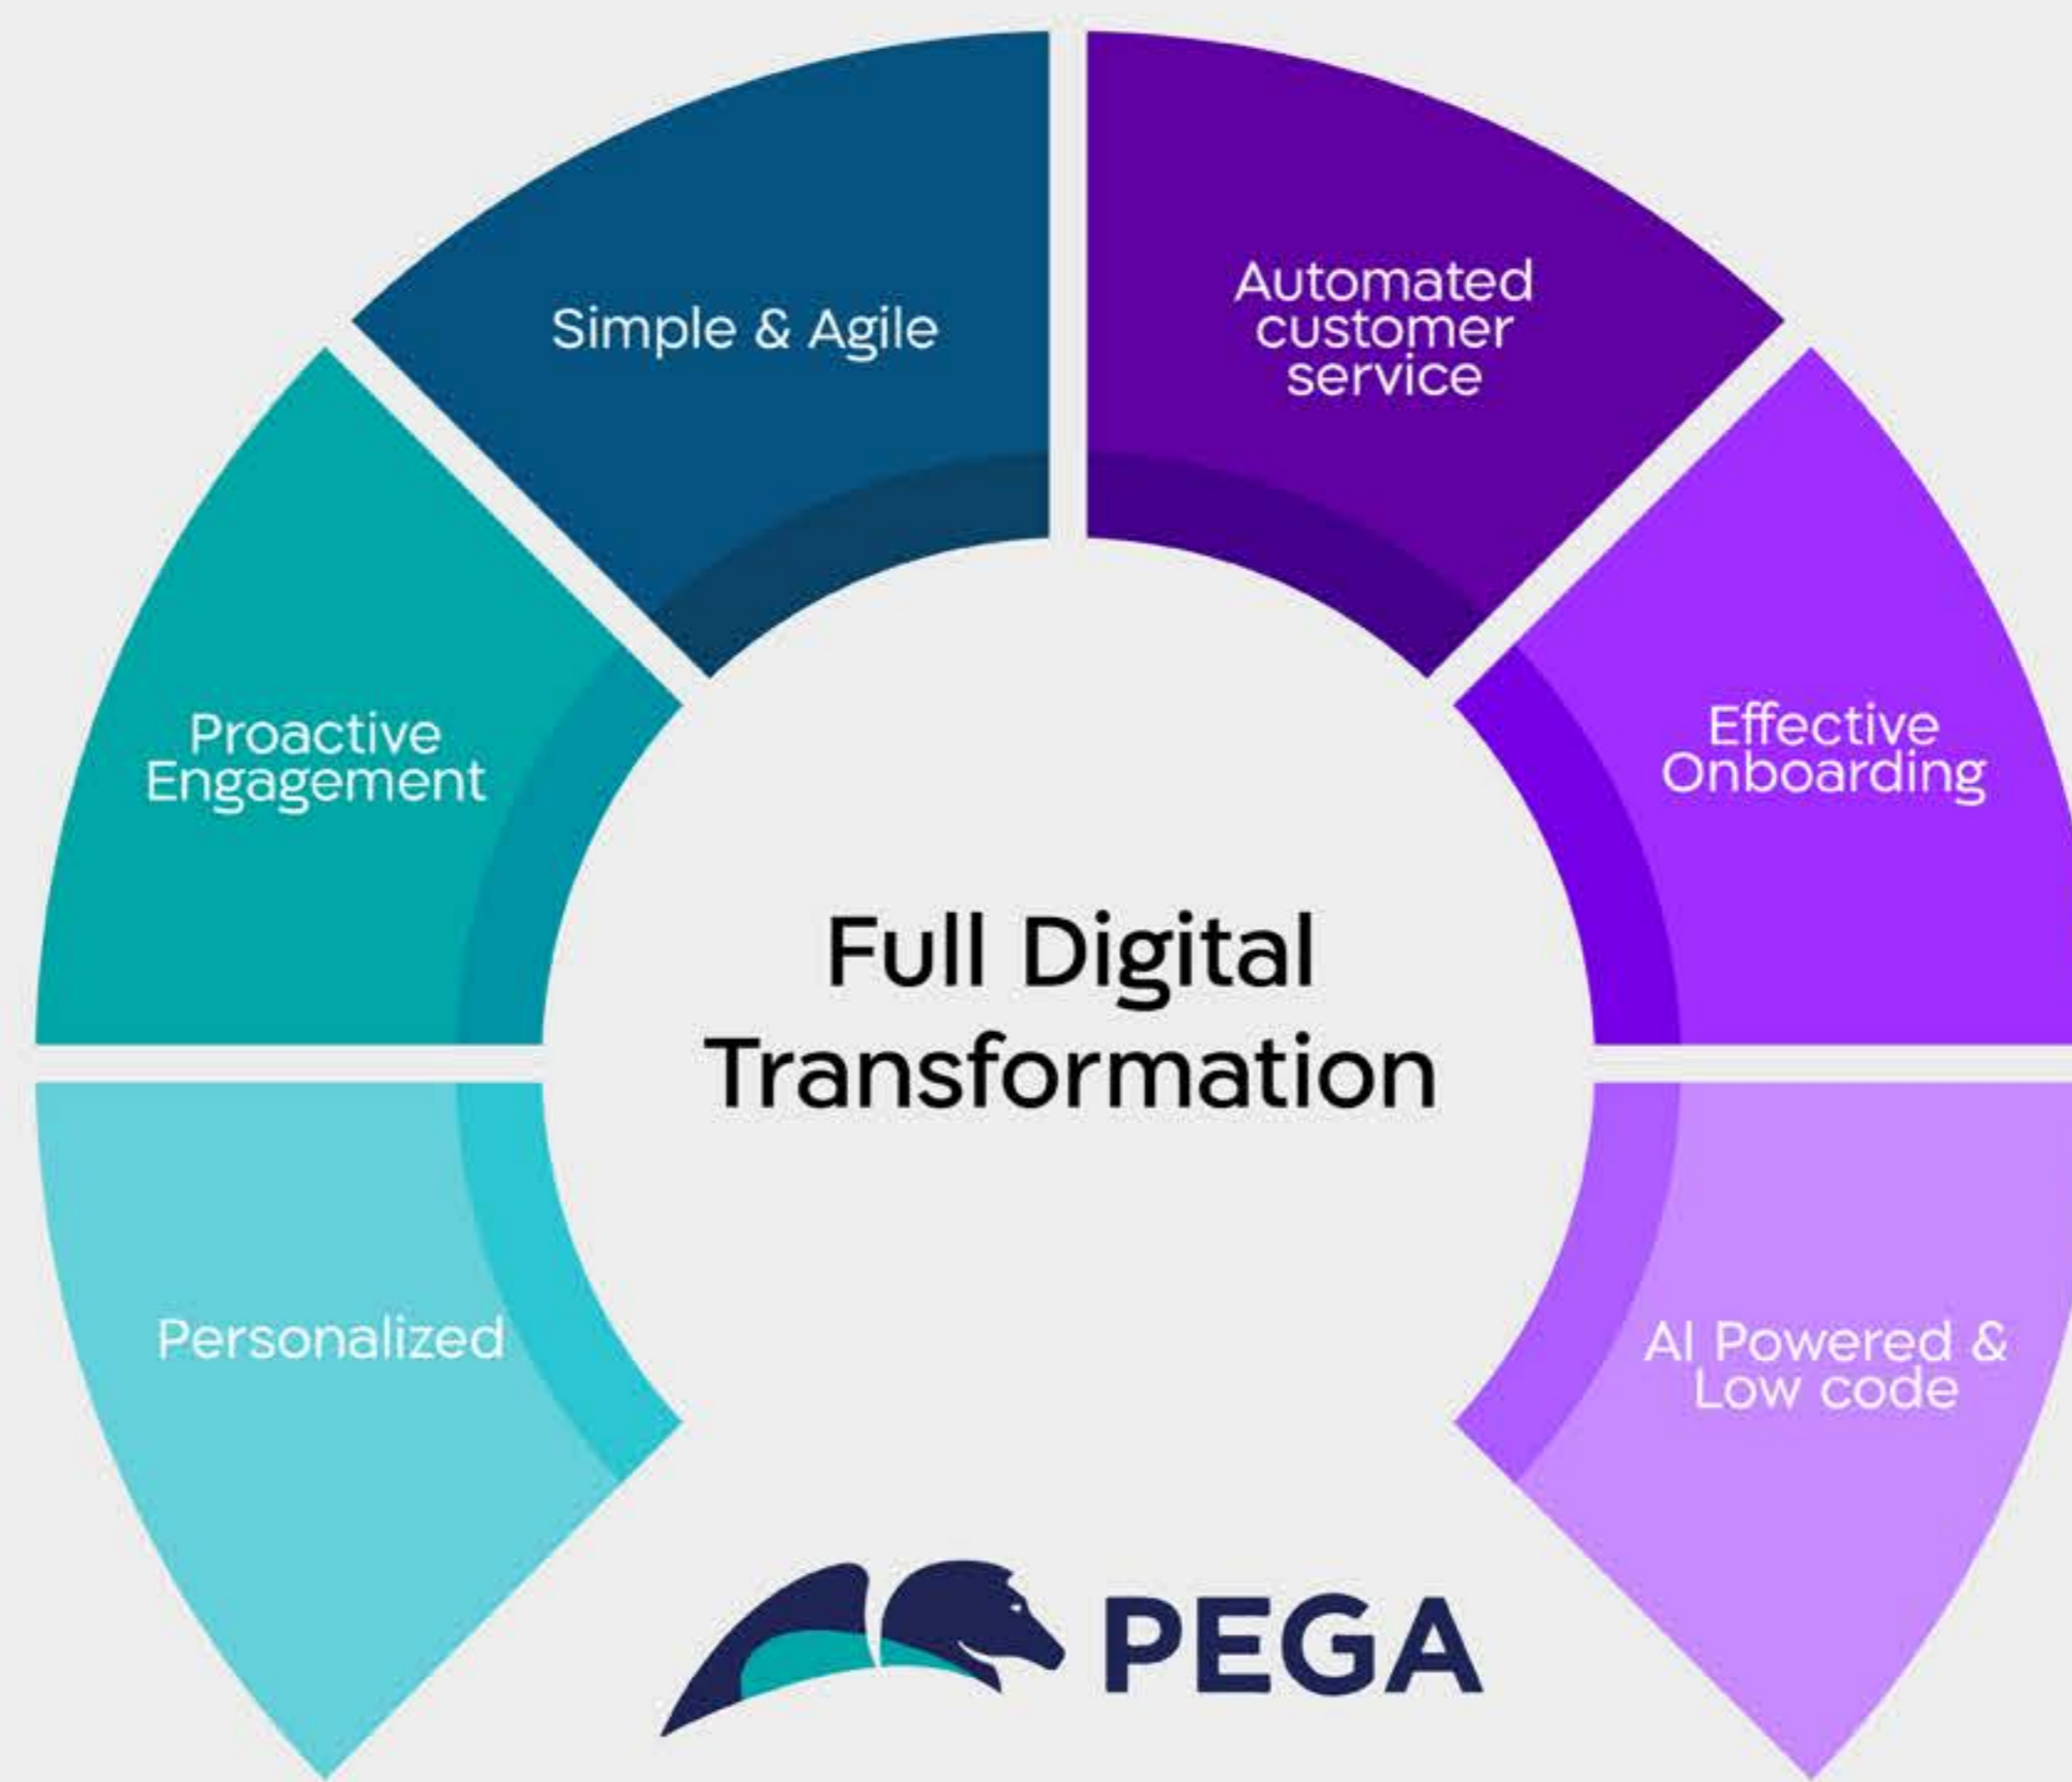 Simple & Agile
Automated
customer
service
Proactive
Engagement
Effective
Onboarding
Full Digital
Transformation
Personalized
AI Powered &
Low code
PEGA